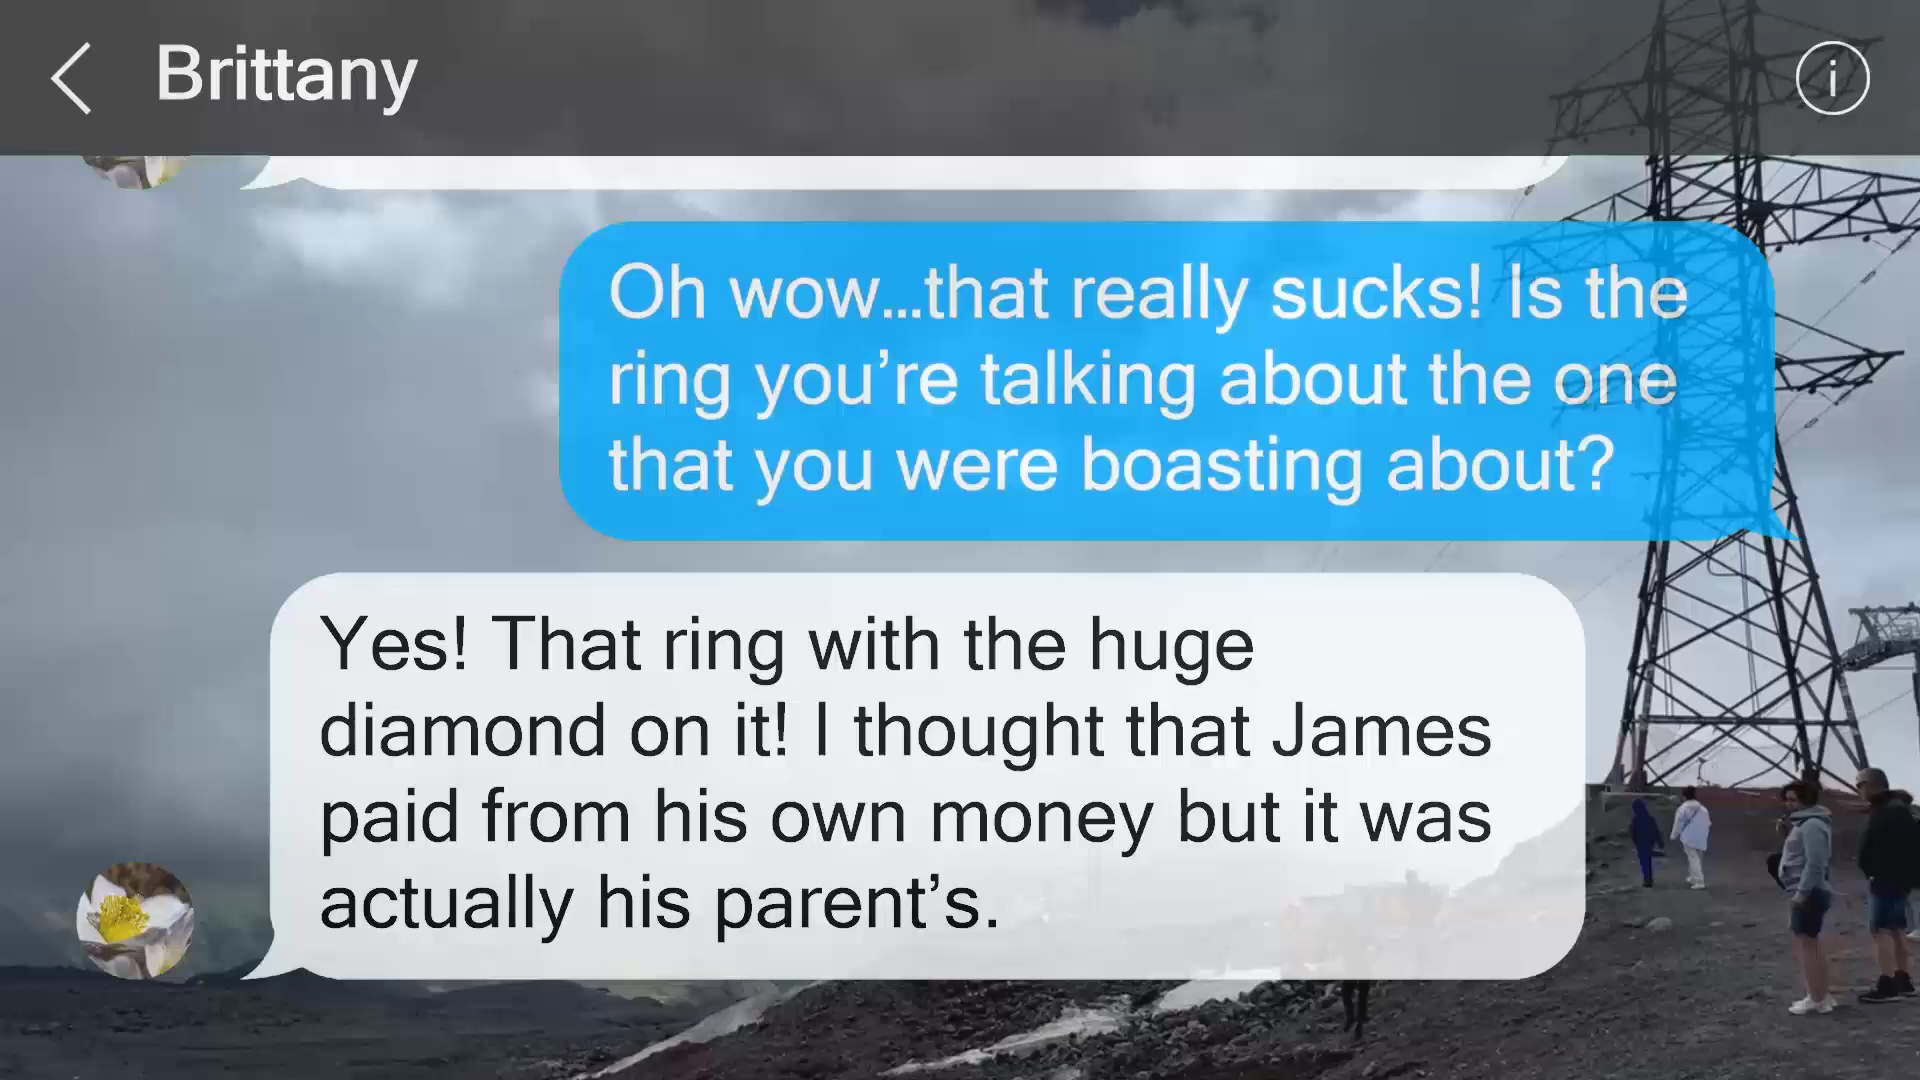 Brittany
Oh wow...that really sucks! Is the
ring you’re talking about the one
that you were boasting about?
Yes! That ring with the huge
diamond on it! I thought that James
paid from his own money but it was
actually his parent’s.